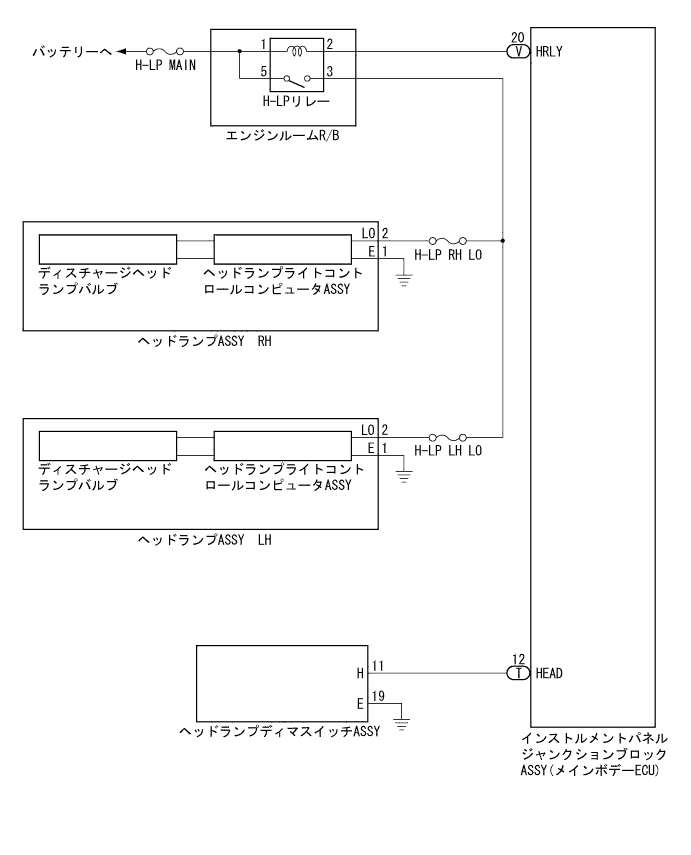 バッテリーへ
H-LP MAIN
1
2
5
3
H-LPリレー
エンジンルームR/B
20
V
HRLY
LO 2
E 1
H-LP RH LO
ディスチャージヘッド
ランプバルブ
ヘッドランプライトコント
ロールコンピュータASSY
ヘッドランプASSY RH
LO 2
E 1
H-LP LH LO
ディスチャージヘッド
ランプバルブ
ヘッドランプライトコント
ロールコンピュータASSY
ヘッドランプASSY LH
H 11
E 19
12
T
HEAD
ヘッドランプディマスイッチASSY
インストルメントパネル
ジャンクションブロック
ASSY(メインボデーECU)